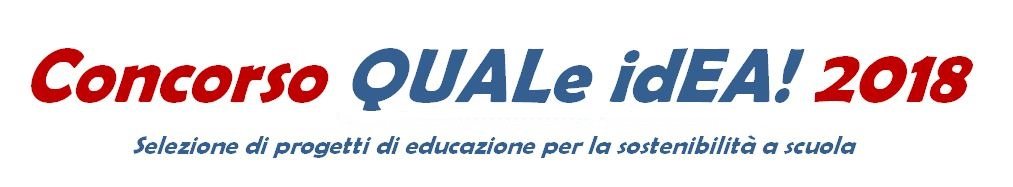 Concorso QUALe idEA! 2018
Selezione di progetti di educazione per la sostenibilità a scuola